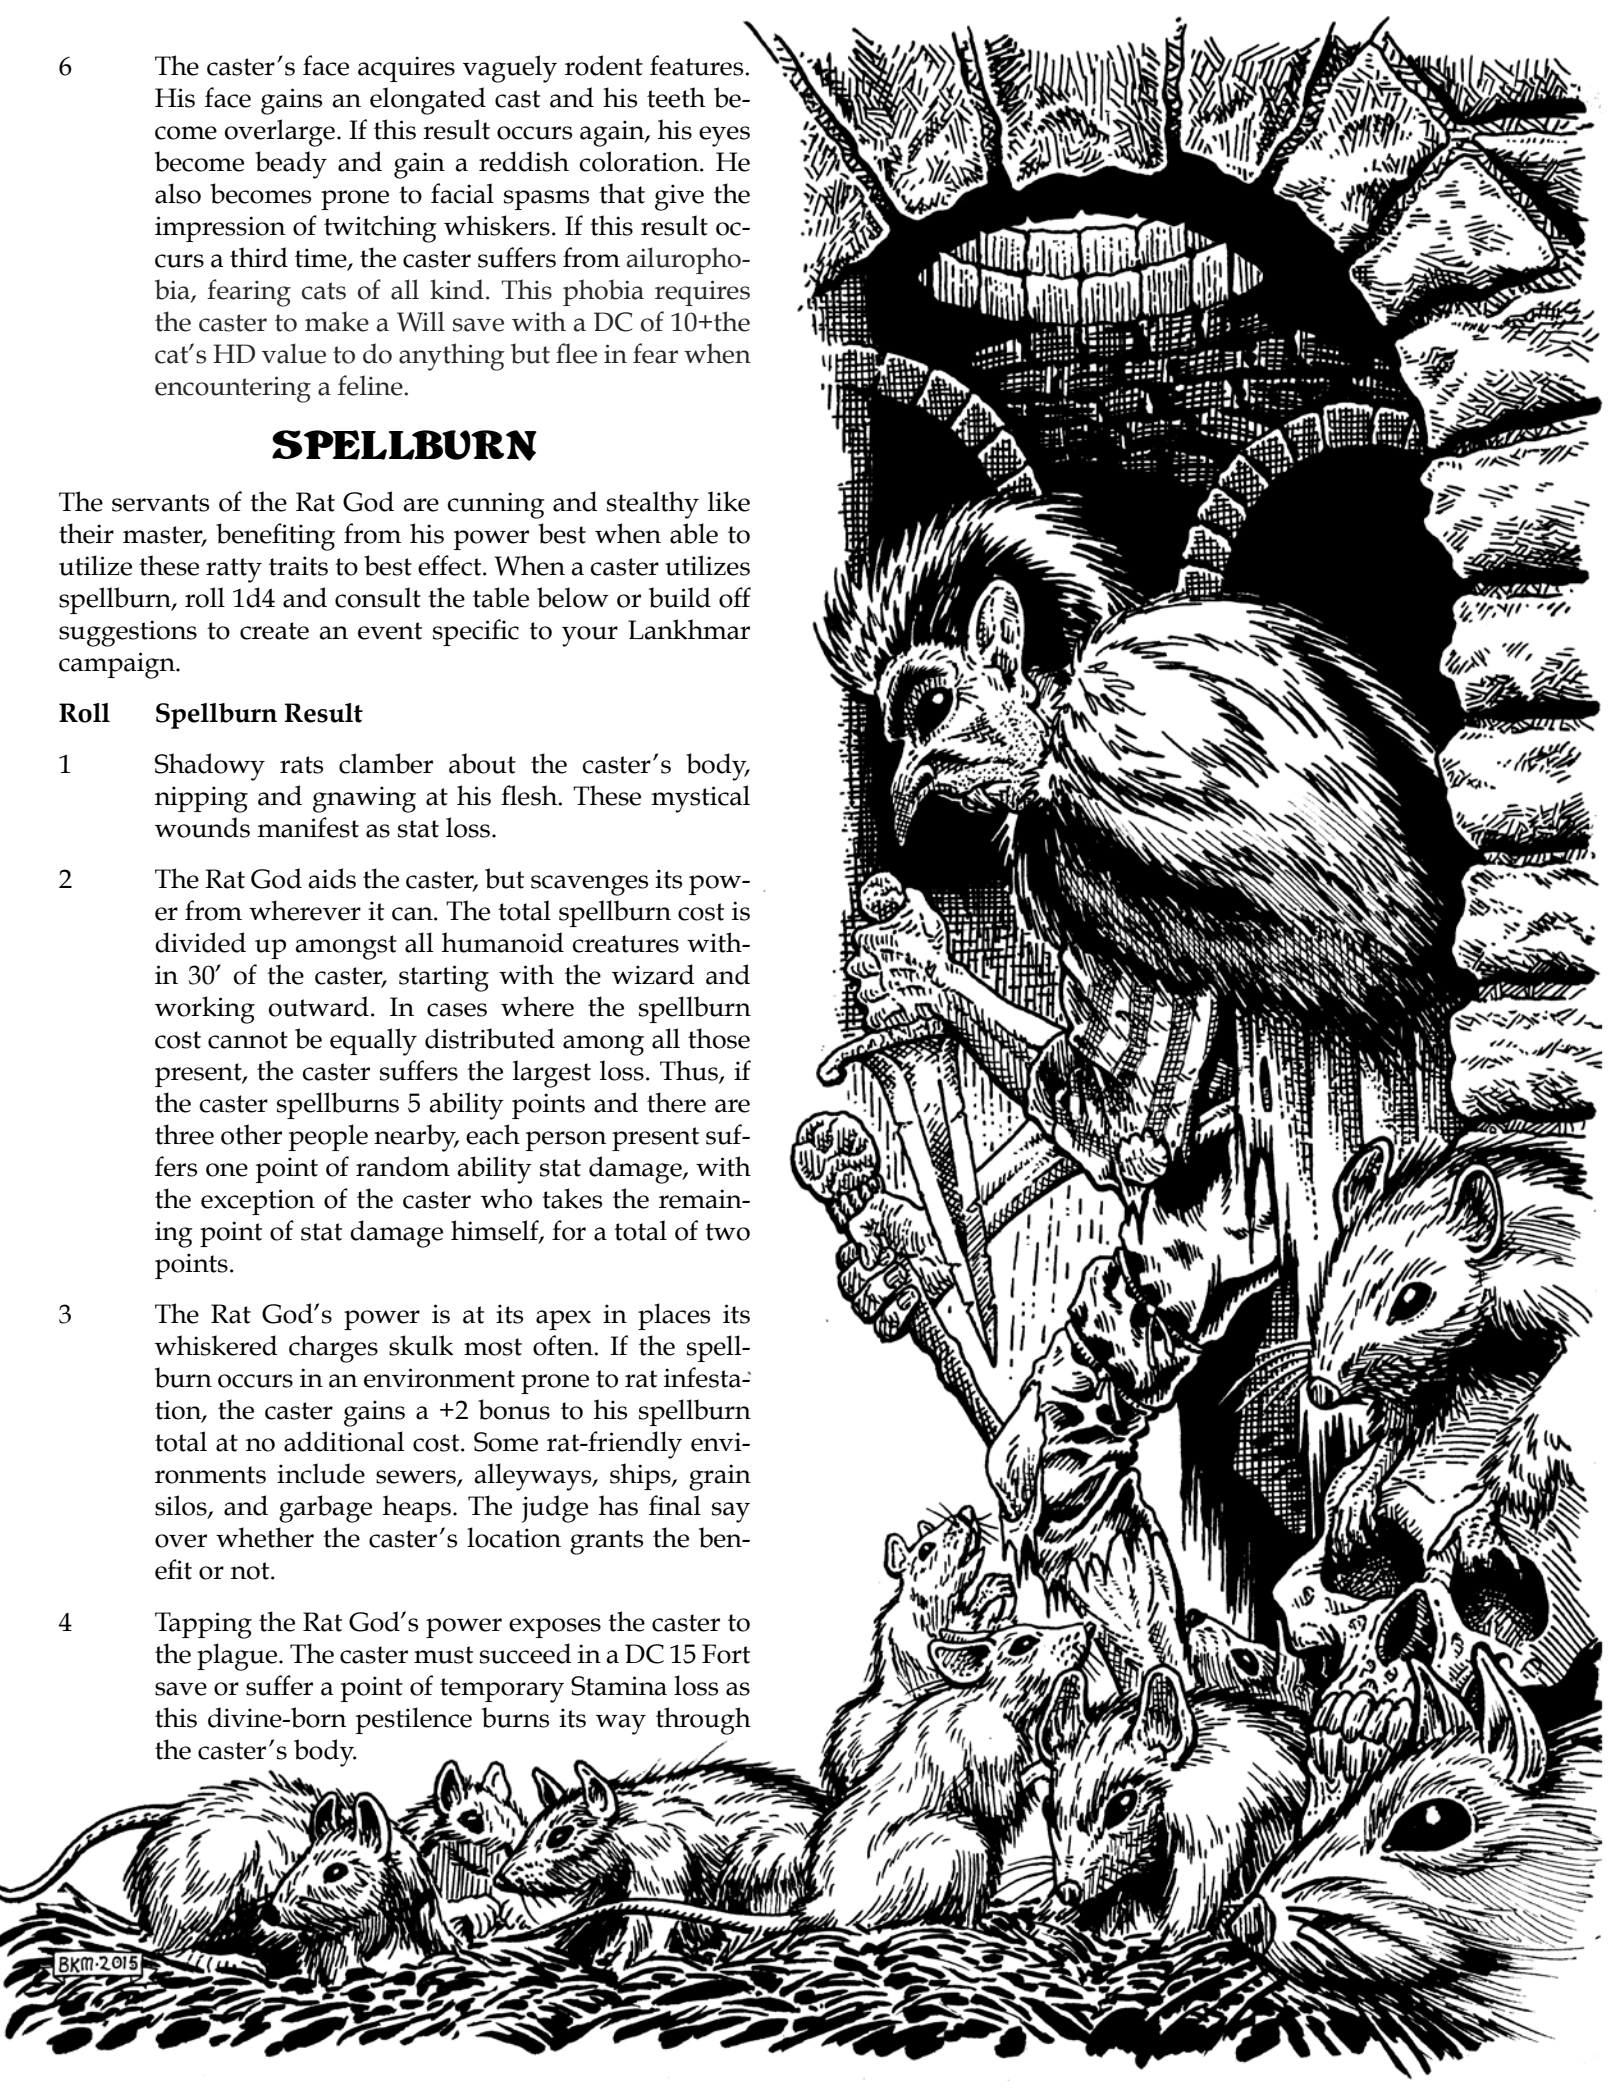 6 The caster's face acquires vaguely rodent features.
His face gains an elongated cast and his teeth be-
come overlarge. If this result occurs again, his eyes
become beady and gain a reddish coloration. He
also becomes prone to facial spasms that give the
impression of twitching whiskers. If this result oc-
curs a third time, the caster suffers from ailuropho-
bia, fearing cats of all kind. This phobia requires
the caster to make a Will save with a DC of 10+the
cat's HD value to do anything but flee in fear when
encountering a feline.
SPELLBURN
The servants of the Rat God are cunning and stealthy like
their master, benefiting from his power best when able to
utilize these ratty traits to best effect. When a caster utilizes
spellburn, roll 1d4 and consult the table below or build off
suggestions to create an event specific to your Lankhmar
campaign.
Roll Spellburn Result
1 Shadowy rats clamber about the caster's body,
nipping and gnawing at his flesh. These mystical
wounds manifest as stat loss.
2 The Rat God aids the caster, but scavenges its pow-
er from wherever it can. The total spellburn cost is
divided up amongst all humanoid creatures with-
in 30′ of the caster, starting with the wizard and
working outward. In cases where the spellburn
cost cannot be equally distributed among all those
present, the caster suffers the largest loss. Thus, if
the caster spellburns 5 ability points and there are
three other people nearby, each person present suf-
fers one point of random ability stat damage, with
the exception of the caster who takes the remain-
ing point of stat damage himself, for a total of two
points.
3 The Rat God's power is at its apex in places its
whiskered charges skulk most often. If the spell-
burn occurs in an environment prone to rat infesta-
tion, the caster gains a +2 bonus to his spellburn
total at no additional cost. Some rat-friendly envi-
ronments include sewers, alleyways, ships, grain
silos, and garbage heaps. The judge has final say
over whether the caster's location grants the ben-
efit or not.
4 Tapping the Rat God's power exposes the caster to
the plague. The caster must succeed in a DC 15 Fort
save or suffer a point of temporary Stamina loss as
this divine-born pestilence burns its way through
the caster's body.
BKM·2015